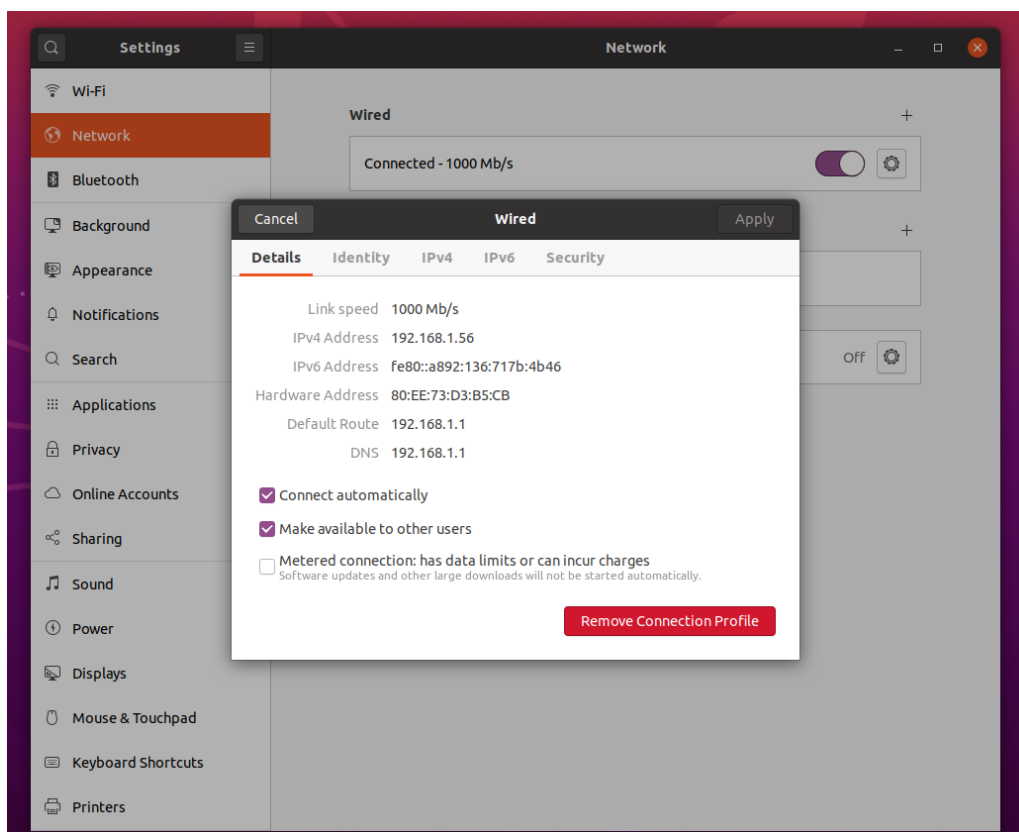 Settings
Network
Wi-Fi
Network
Bluetooth
Background
Appearance
Notifications
Search
Applications
Privacy
Online Accounts
Sharing
Sound
Power
Displays
Mouse & Touchpad
Keyboard Shortcuts
Printers
Wired
+
Connected - 1000 Mb/s
+
Off
Cancel
Wired
Apply
Details Identity IPv4 IPv6 Security
Link speed 1000 Mb/s
IPv4 Address 192.168.1.56
IPv6 Address fe80::a892:136:717b:4b46
Hardware Address 80:EE:73:D3:B5:CB
Default Route 192.168.1.1
DNS 192.168.1.1
Connect automatically
Make available to other users
Metered connection: has data limits or can incur charges
Software updates and other large downloads will not be started automatically.
Remove Connection Profile